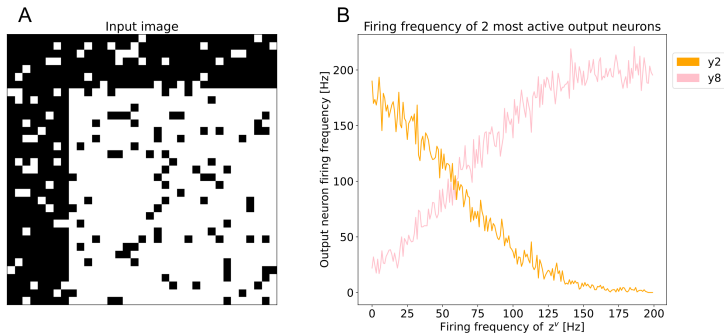 A
Input image
B
Firing frequency of 2 most active output neurons
Output neuron firing frequency [Hz]
200
150
100
50
0
0 25 50 75 100 125 150 175 200
Firing frequency of zᵛ [Hz]
y2
y8